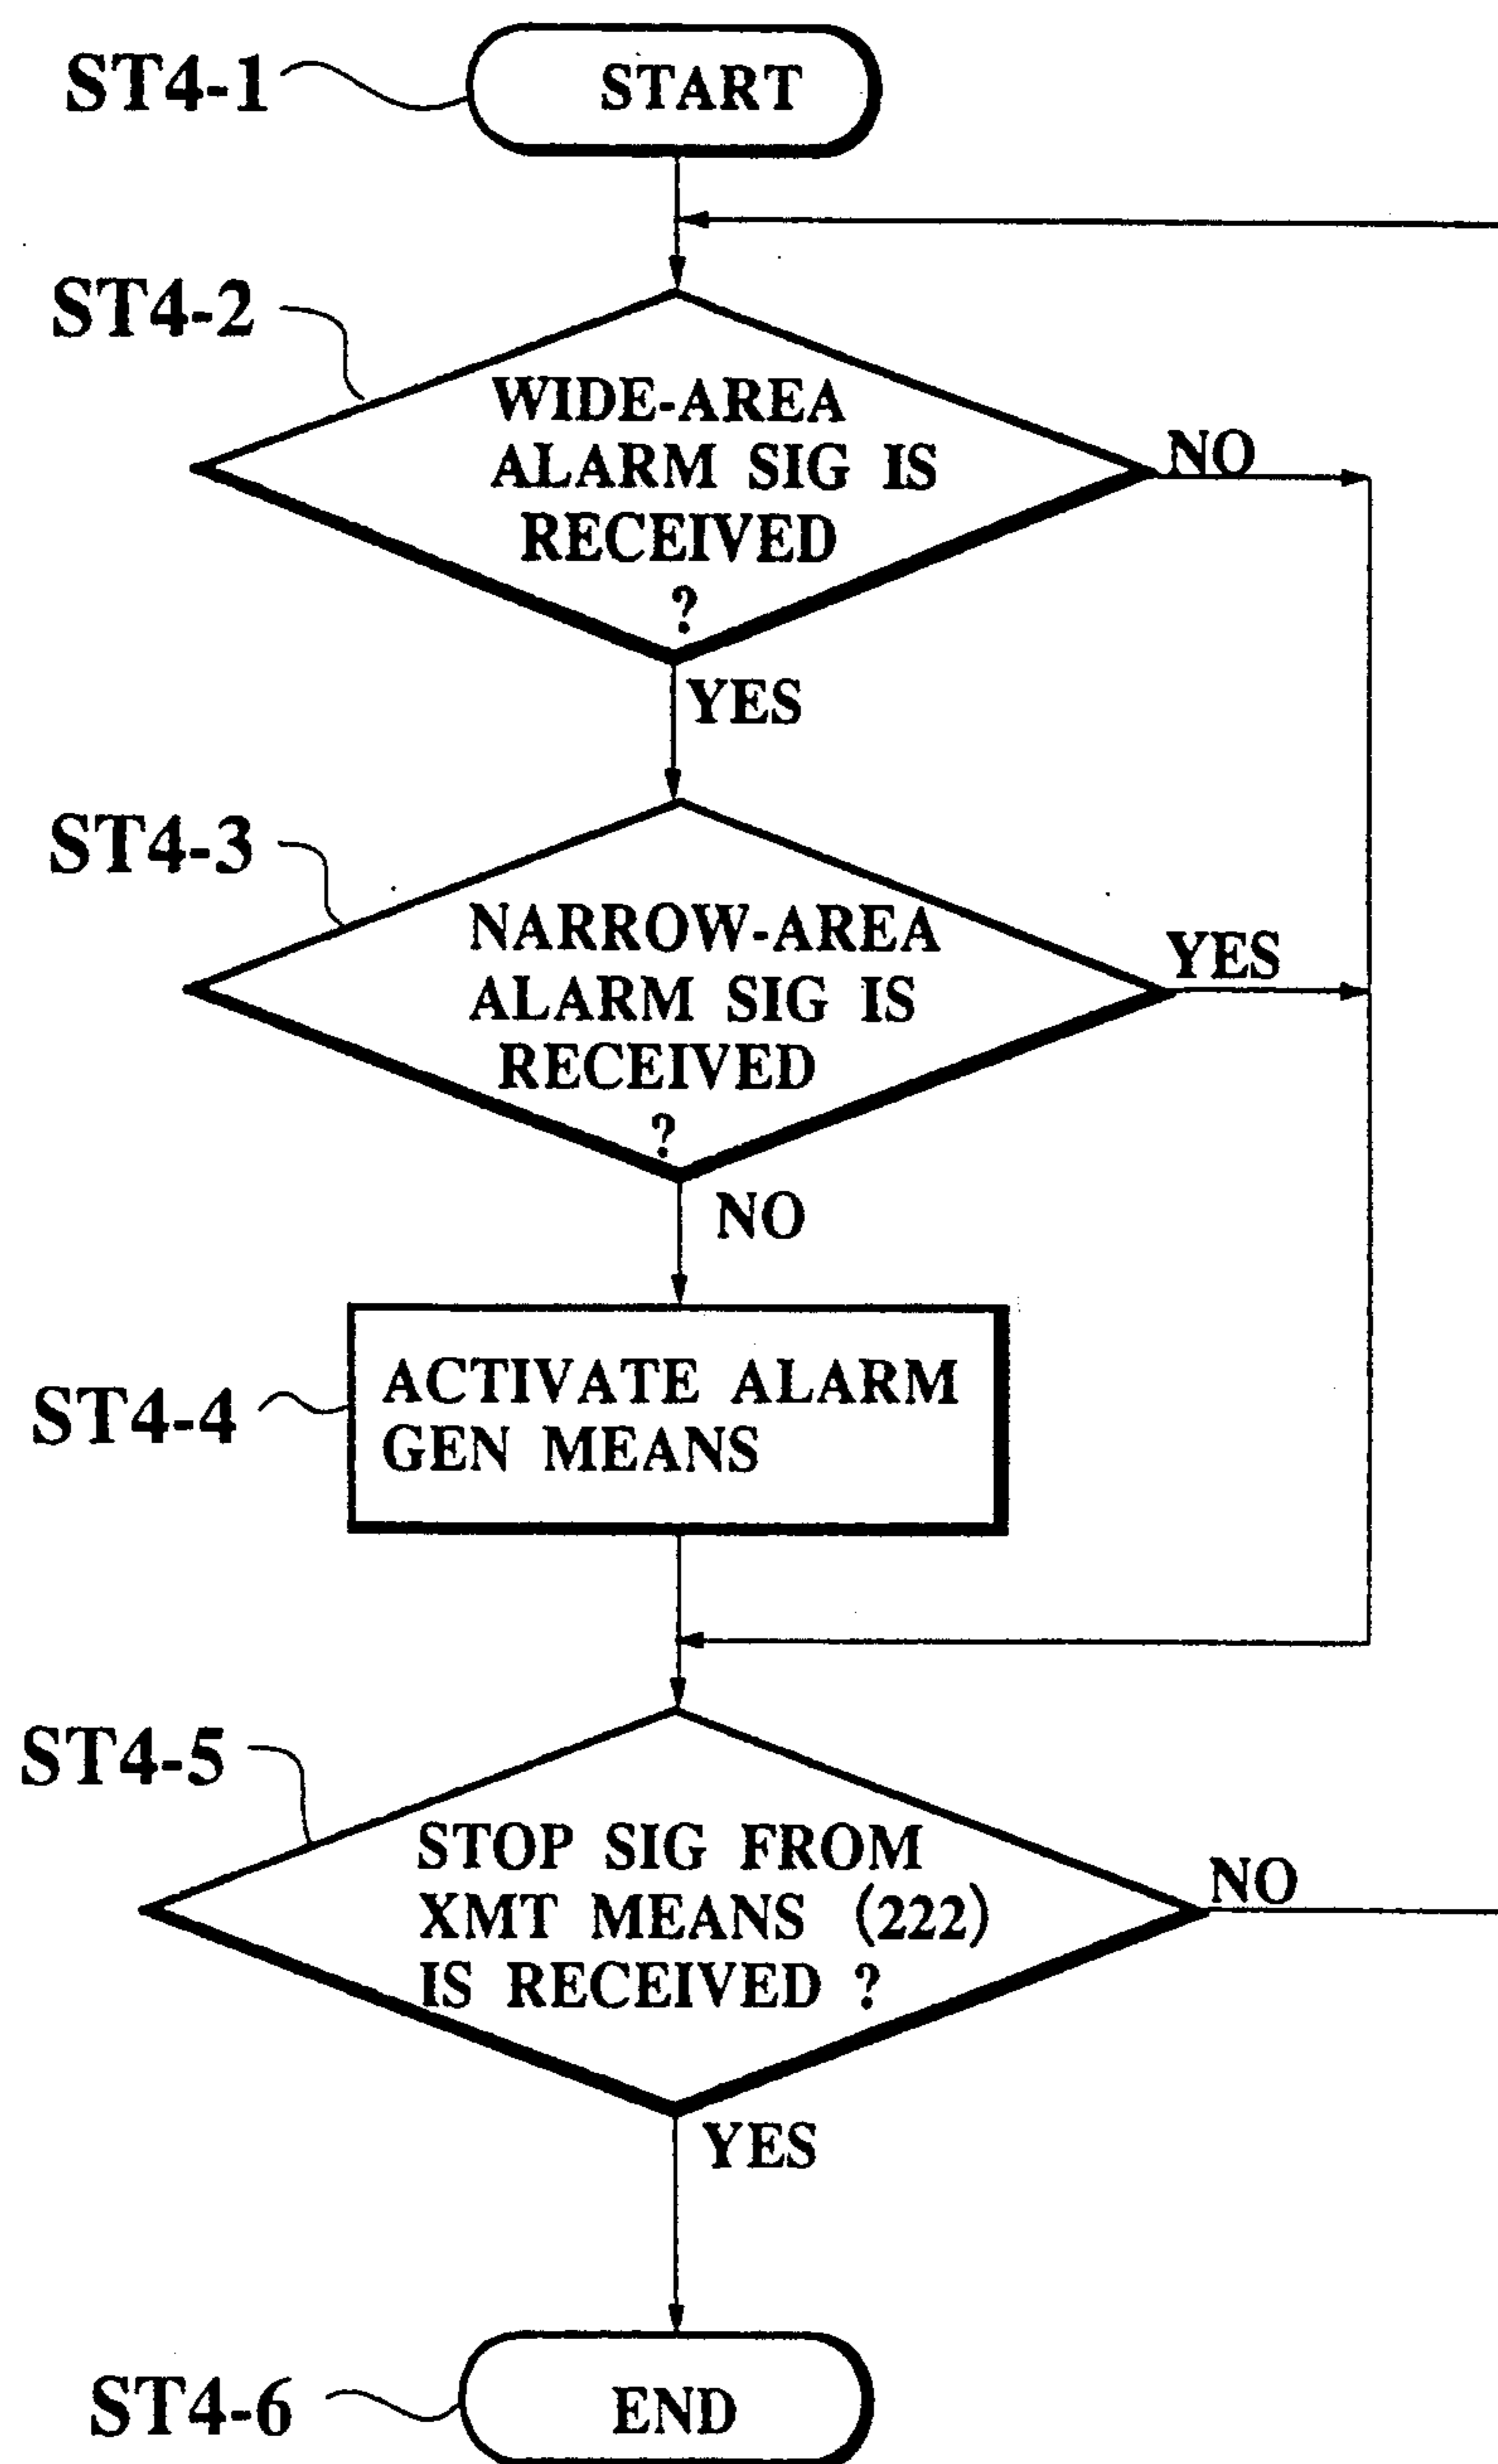 ST4-1
START
ST4-2
WIDE-AREA
ALARM SIG IS
RECEIVED
?
NO
YES
ST4-3
NARROW-AREA
ALARM SIG IS
RECEIVED
?
YES
NO
ST4-4
ACTIVATE ALARM
GEN MEANS
ST4-5
STOP SIG FROM
XMT MEANS (222)
IS RECEIVED ?
NO
YES
ST4-6
END